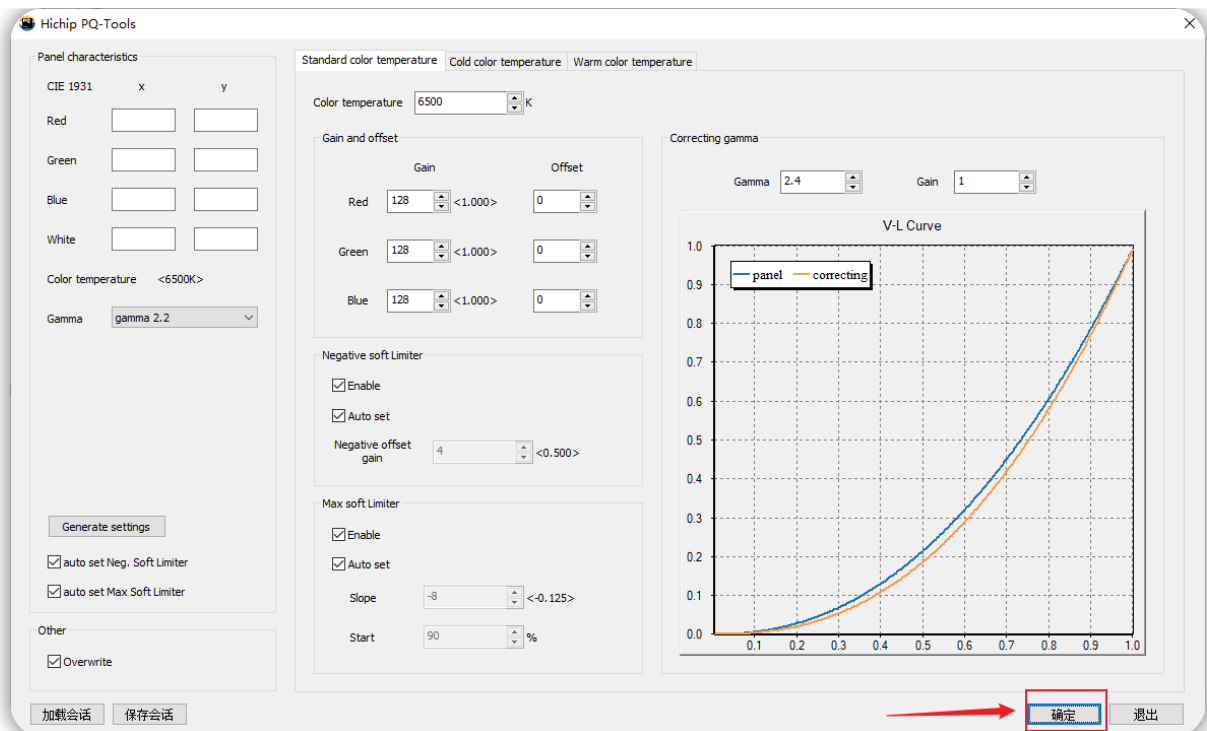 Hichip PQ-Tools
Panel characteristics
CIE 1931 x y
Red
Green
Blue
White
Color temperature <6500K>
Gamma gamma 2.2
Generate settings
auto set Neg. Soft Limiter
auto set Max Soft Limiter
Other
Overwrite
Standard color temperature Cold color temperature Warm color temperature
Color temperature 6500 K
Gain and offset
Gain Offset
Red 128 <1.000> 0
Green 128 <1.000> 0
Blue 128 <1.000> 0
Negative soft Limiter
Enable
Auto set
Negative offset
gain 4 <0.500>
Max soft Limiter
Enable
Auto set
Slope -8 <-0.125>
Start 90 %
Correcting gamma
Gamma 2.4 Gain 1
V-L Curve
panel correcting
1.0
0.9
0.8
0.7
0.6
0.5
0.4
0.3
0.2
0.1
0.0
0.1 0.2 0.3 0.4 0.5 0.6 0.7 0.8 0.9 1.0
加载会话 保存会话 确定 退出